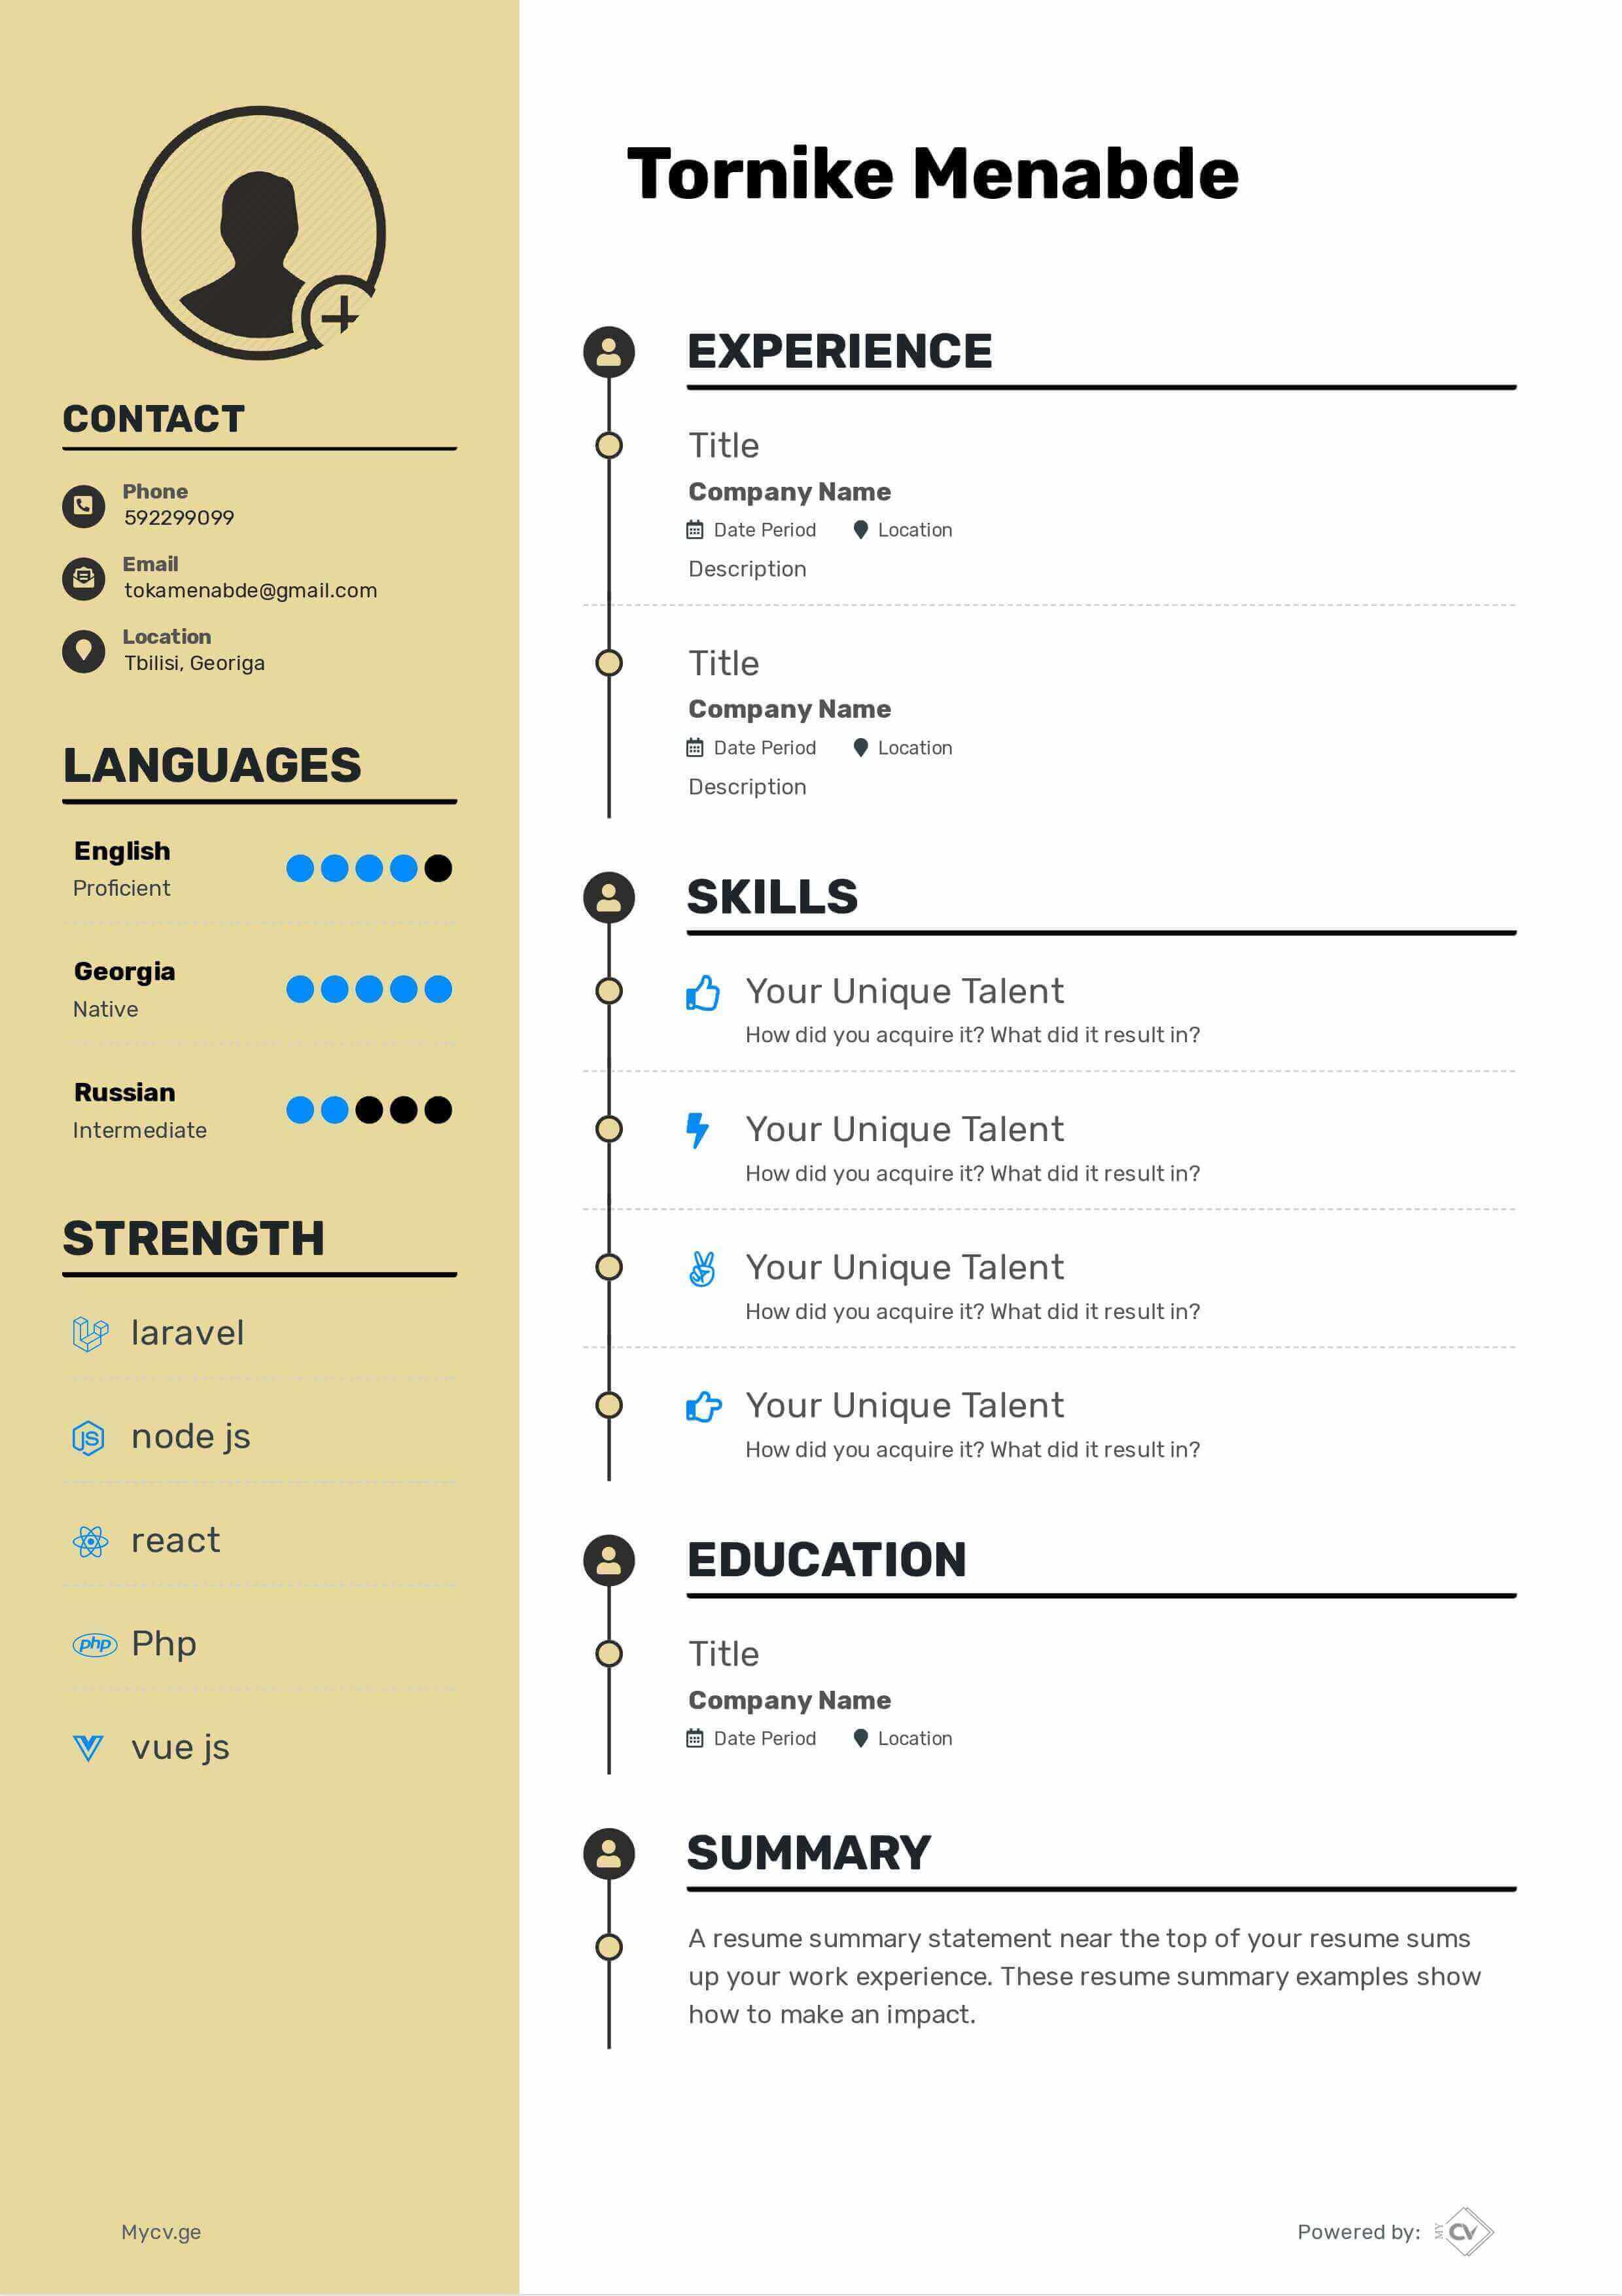 Tornike Menabde
CONTACT
Phone
592299099
Email
tokamenabde@gmail.com
Location
Tbilisi, Georiga
LANGUAGES
English
Proficient
Georgia
Native
Russian
Intermediate
STRENGTH
laravel
JS node js
react
php Php
vue js
Mycv.ge
EXPERIENCE
Title
Company Name
Date Period Location
Description
Title
Company Name
Date Period Location
Description
SKILLS
Your Unique Talent
How did you acquire it? What did it result in?
Your Unique Talent
How did you acquire it? What did it result in?
Your Unique Talent
How did you acquire it? What did it result in?
Your Unique Talent
How did you acquire it? What did it result in?
EDUCATION
Title
Company Name
Date Period Location
SUMMARY
A resume summary statement near the top of your resume sums
up your work experience. These resume summary examples show
how to make an impact.
Powered by: MY CV